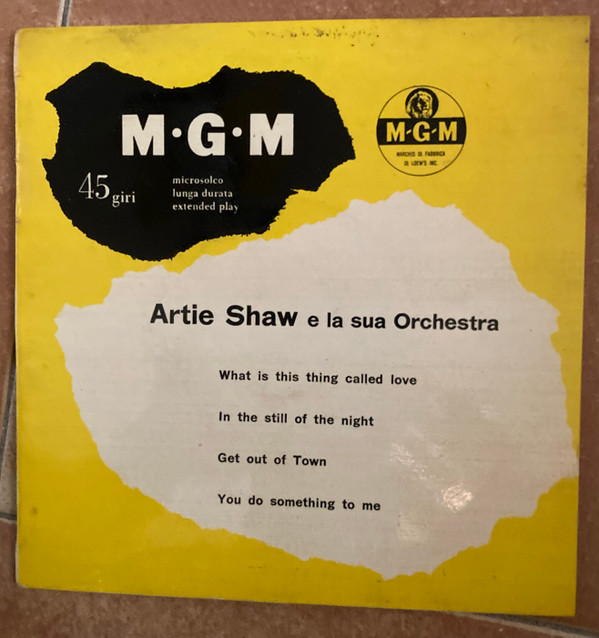 M·G·M
45 giri
microsolco
lunga durata
extended play
M-G-M
MARCHIO DI FABBRICA
DI LOEW'S INC.
Artie Shaw e la sua Orchestra
What is this thing called love
In the still of the night
Get out of Town
You do something to me